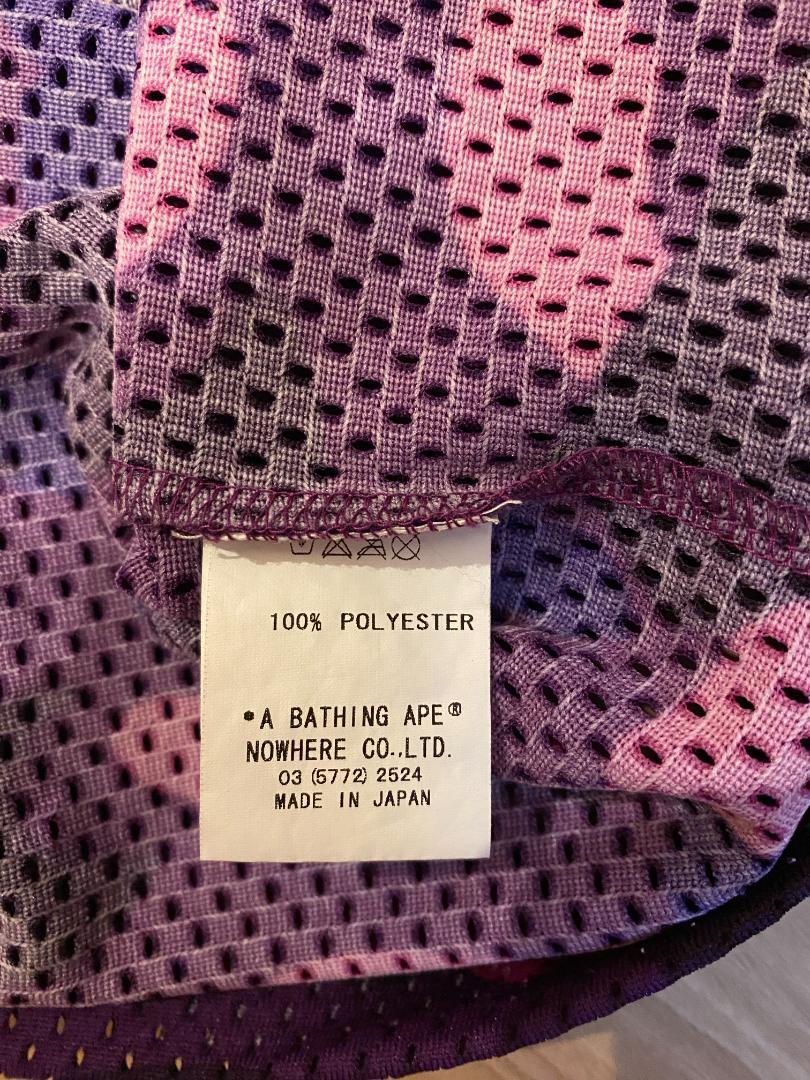 100% POLYESTER
*A BATHING APE®
NOWHERE CO.,LTD.
03 (5772) 2524
MADE IN JAPAN